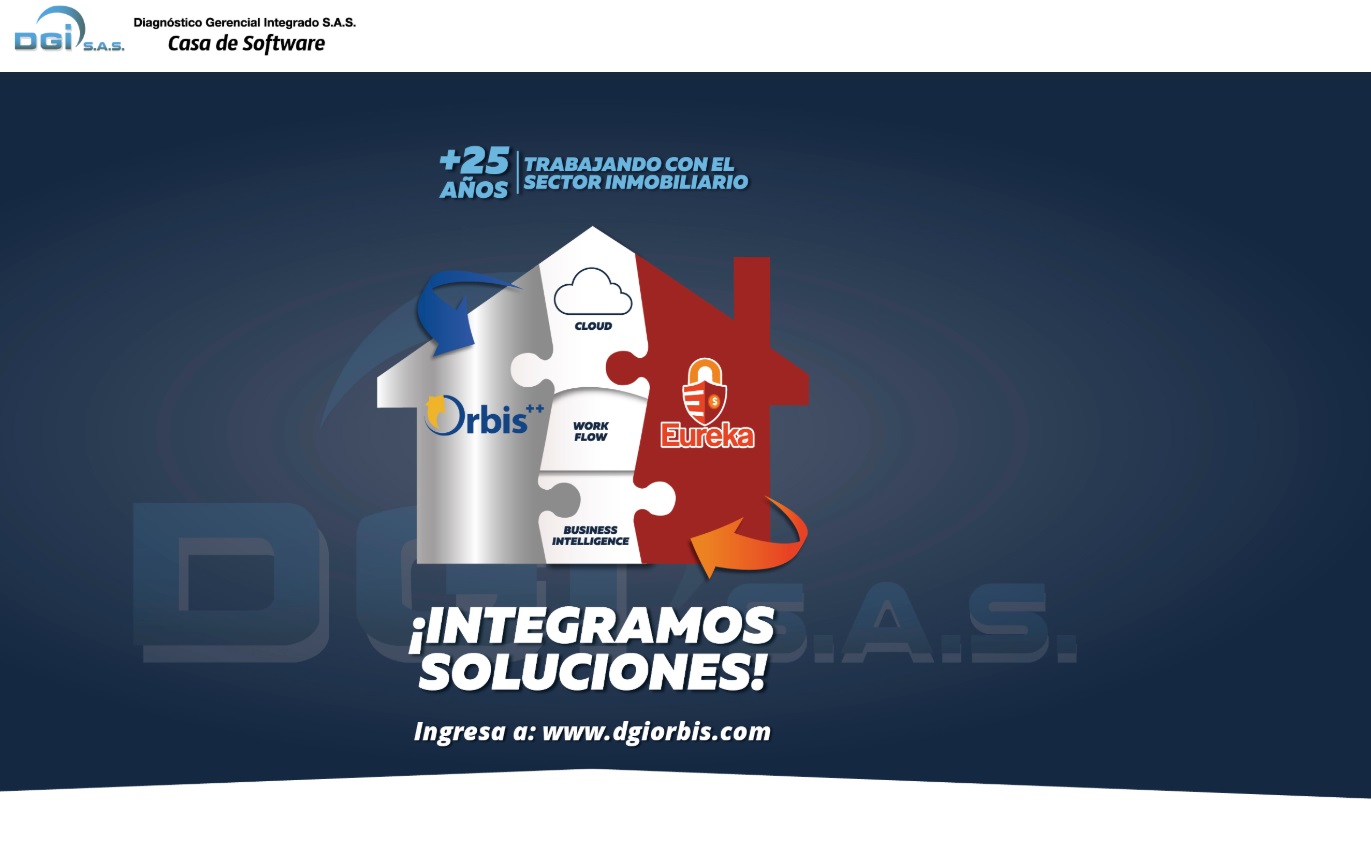 DGI S.A.S.
Diagnóstico Gerencial Integrado S.A.S.
Casa de Software
+25
AÑOS
TRABAJANDO CON EL
SECTOR INMOBILIARIO
CLOUD
Orbis++
WORK
FLOW
$
Eureka
BUSINESS
INTELLIGENCE
DGI S.A.S.
¡INTEGRAMOS
SOLUCIONES!
Ingresa a: www.dgiorbis.com